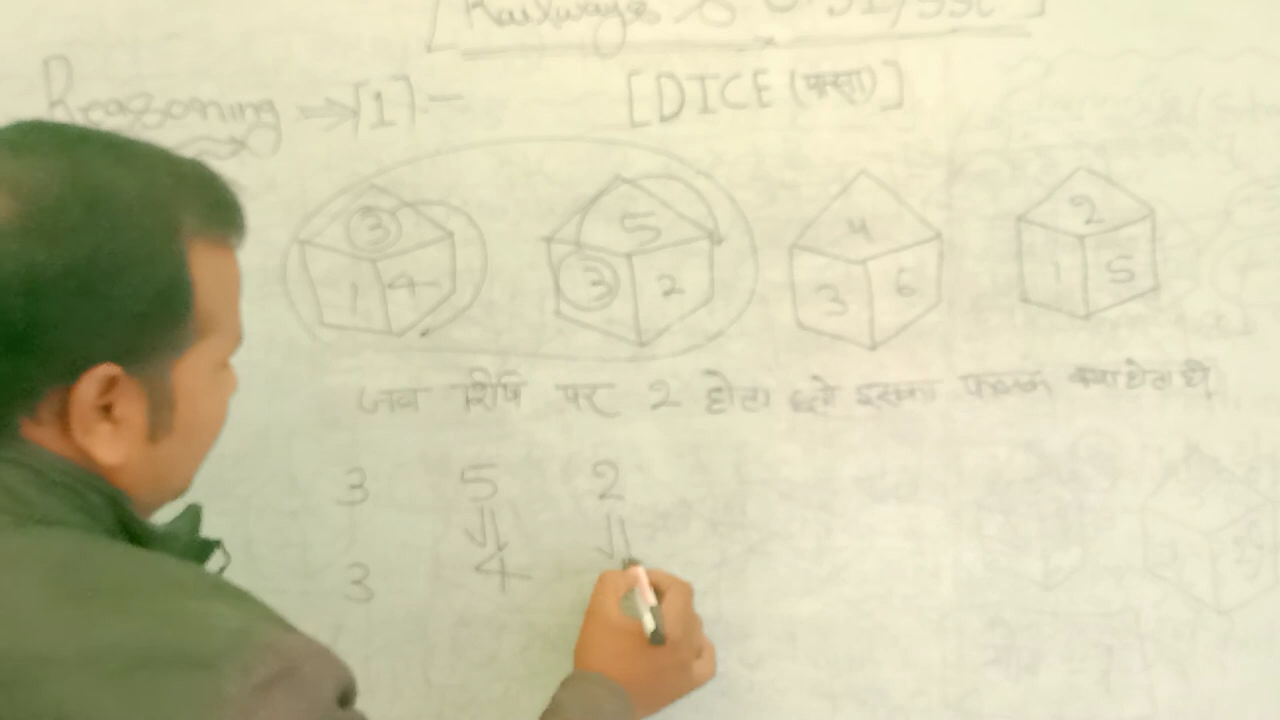 [Railways &
Reasoning → [1] – [DICE (पासा)]
3 1 4
5 3 2
4 3 6
2 1 5
जब शिर्ष पर 2 होता इसका क्या होता
3 5 2
⇓ ⇓
3 4